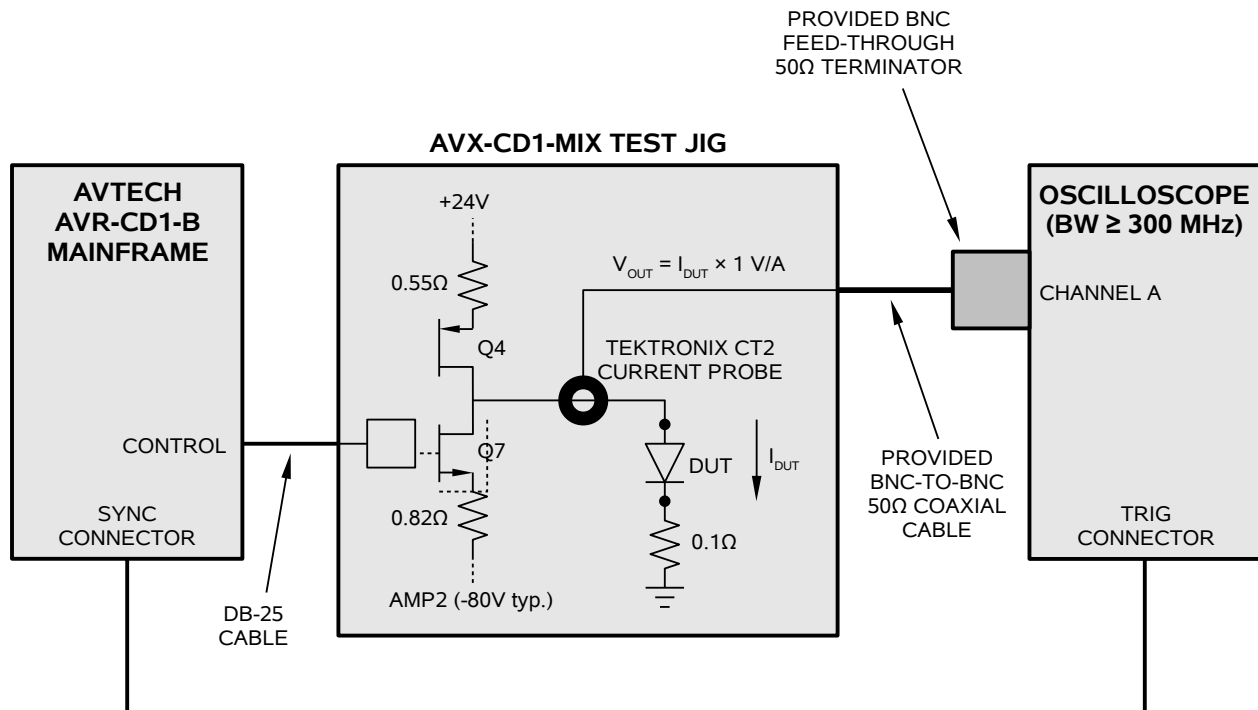 PROVIDED BNC
FEED-THROUGH
50Ω TERMINATOR
AVX-CD1-MIX TEST JIG
AVTECH
AVR-CD1-B
MAINFRAME
CONTROL
SYNC
CONNECTOR
DB-25
CABLE
+24V
0.55Ω
Q4
Q7
0.82Ω
AMP2 (-80V typ.)
V_OUT = I_DUT × 1 V/A
TEKTRONIX CT2
CURRENT PROBE
DUT
I_DUT
0.1Ω
PROVIDED
BNC-TO-BNC
50Ω COAXIAL
CABLE
OSCILLOSCOPE
(BW ≥ 300 MHz)
CHANNEL A
TRIG
CONNECTOR